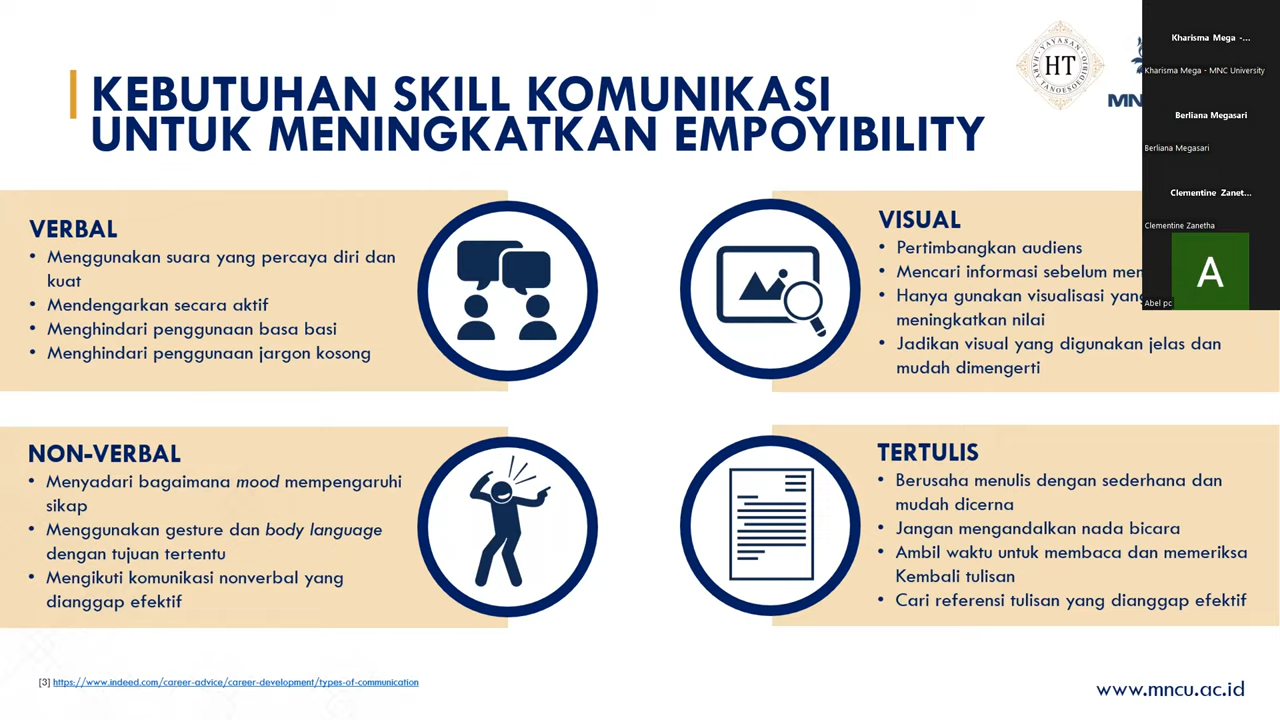 KEBUTUHAN SKILL KOMUNIKASI
UNTUK MENINGKATKAN EMPOYIBILITY
VERBAL
• Menggunakan suara yang percaya diri dan
kuat
• Mendengarkan secara aktif
• Menghindari penggunaan basa basi
• Menghindari penggunaan jargon kosong
VISUAL
• Pertimbangkan audiens
• Mencari informasi sebelum
• Hanya gunakan visualisasi yang
meningkatkan nilai
• Jadikan visual yang digunakan jelas dan
mudah dimengerti
NON-VERBAL
• Menyadari bagaimana mood mempengaruhi
sikap
• Menggunakan gesture dan body language
dengan tujuan tertentu
• Mengikuti komunikasi nonverbal yang
dianggap efektif
TERTULIS
• Berusaha menulis dengan sederhana dan
mudah dicerna
• Jangan mengandalkan nada bicara
• Ambil waktu untuk membaca dan memeriksa
Kembali tulisan
• Cari referensi tulisan yang dianggap efektif
[3] https://www.indeed.com/career-advice/career-development/types-of-communication
www.mncu.ac.id
YAYASAN
HT
HARAH TANOESOEDIBJO
MN
Kharisma Mega -...
Kharisma Mega - MNC University
Berliana Megasari
Berliana Megasari
Clementine Zanet...
Clementine Zanetha
A
Abel pc